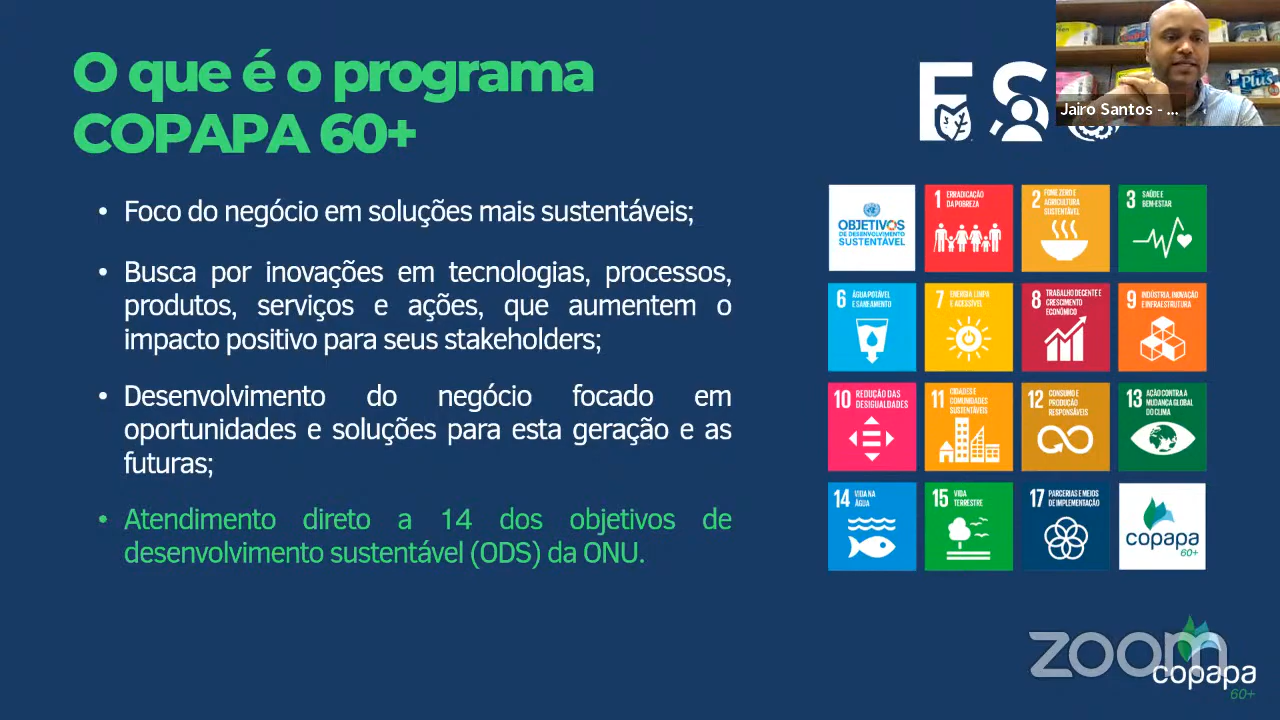 O que é o programa
COPAPA 60+
• Foco do negócio em soluções mais sustentáveis;
• Busca por inovações em tecnologias, processos,
produtos, serviços e ações, que aumentem o
impacto positivo para seus stakeholders;
• Desenvolvimento do negócio focado em
oportunidades e soluções para esta geração e as
futuras;
• Atendimento direto a 14 dos objetivos de
desenvolvimento sustentável (ODS) da ONU.
E S
Plus
Jairo Santos - ...
OBJETIVOS
DE DESENVOLVIMENTO
SUSTENTÁVEL
1 ERRADICAÇÃO
DA POBREZA
2 FOME ZERO E
AGRICULTURA
SUSTENTÁVEL
3 SAÚDE E
BEM-ESTAR
6 ÁGUA POTÁVEL
E SANEAMENTO
7 ENERGIA LIMPA
E ACESSÍVEL
8 TRABALHO DECENTE E
CRESCIMENTO
ECONÔMICO
9 INDÚSTRIA, INOVAÇÃO
E INFRAESTRUTURA
10 REDUÇÃO DAS
DESIGUALDADES
11 CIDADES E
COMUNIDADES
SUSTENTÁVEIS
12 CONSUMO E
PRODUÇÃO
RESPONSÁVEIS
13 AÇÃO CONTRA A
MUDANÇA GLOBAL
DO CLIMA
14 VIDA NA
ÁGUA
15 VIDA
TERRESTRE
17 PARCERIAS E MEIOS
DE IMPLEMENTAÇÃO
copapa
60+
zoom
copapa
60+